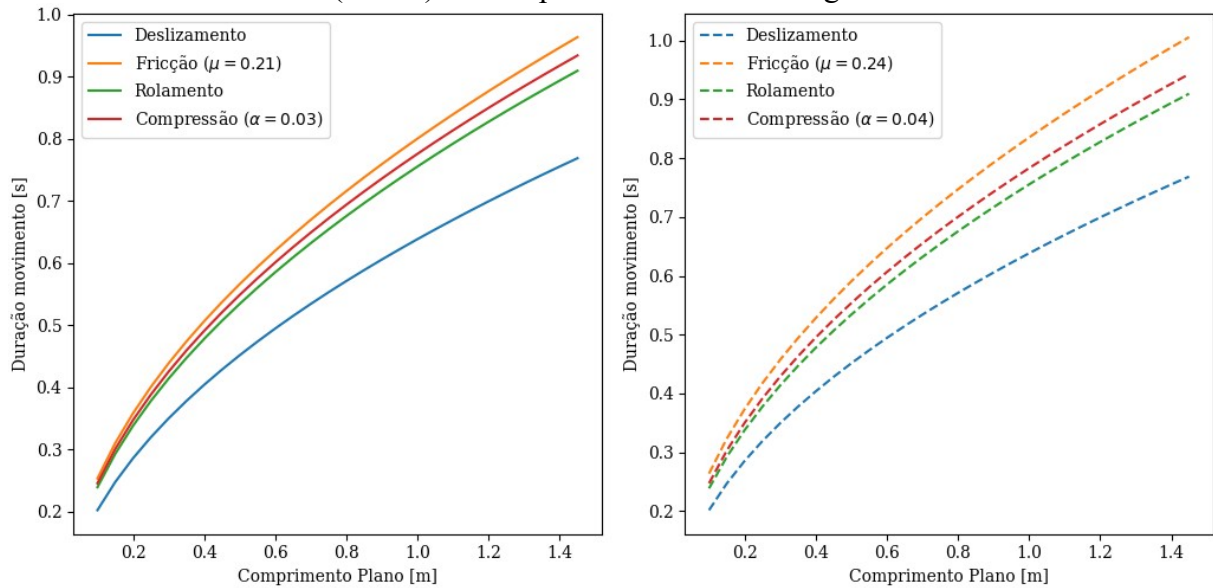 1.0
0.9
0.8
0.7
0.6
0.5
0.4
0.3
0.2
Duração movimento [s]
Deslizamento
Fricção (μ = 0.21)
Rolamento
Compressão (α = 0.03)
0.2 0.4 0.6 0.8 1.0 1.2 1.4
Comprimento Plano [m]
1.0
0.9
0.8
0.7
0.6
0.5
0.4
0.3
0.2
Duração movimento [s]
Deslizamento
Fricção (μ = 0.24)
Rolamento
Compressão (α = 0.04)
0.2 0.4 0.6 0.8 1.0 1.2 1.4
Comprimento Plano [m]